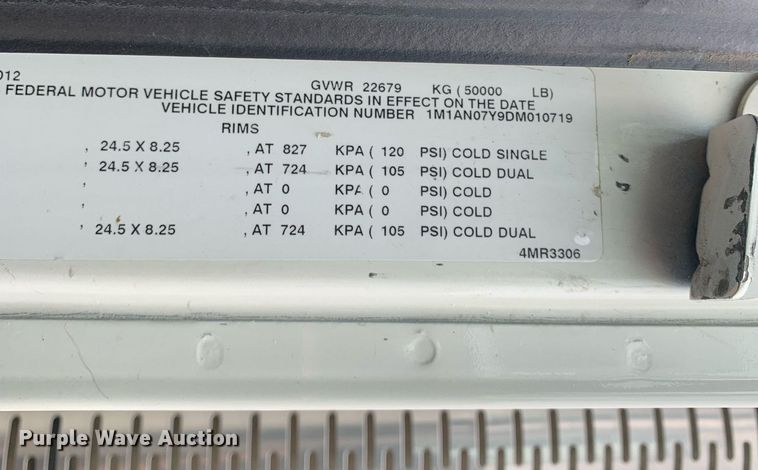 012 GVWR 22679 KG ( 50000 LB)
FEDERAL MOTOR VEHICLE SAFETY STANDARDS IN EFFECT ON THE DATE
VEHICLE IDENTIFICATION NUMBER 1M1AN07Y9DM010719
RIMS
, 24.5 X 8.25 , AT 827 KPA ( 120 PSI) COLD SINGLE
, 24.5 X 8.25 , AT 724 KPA ( 105 PSI) COLD DUAL
, , AT 0 KPA ( 0 PSI) COLD
, , AT 0 KPA ( 0 PSI) COLD
, 24.5 X 8.25 , AT 724 KPA ( 105 PSI) COLD DUAL
4MR3306
Purple Wave Auction